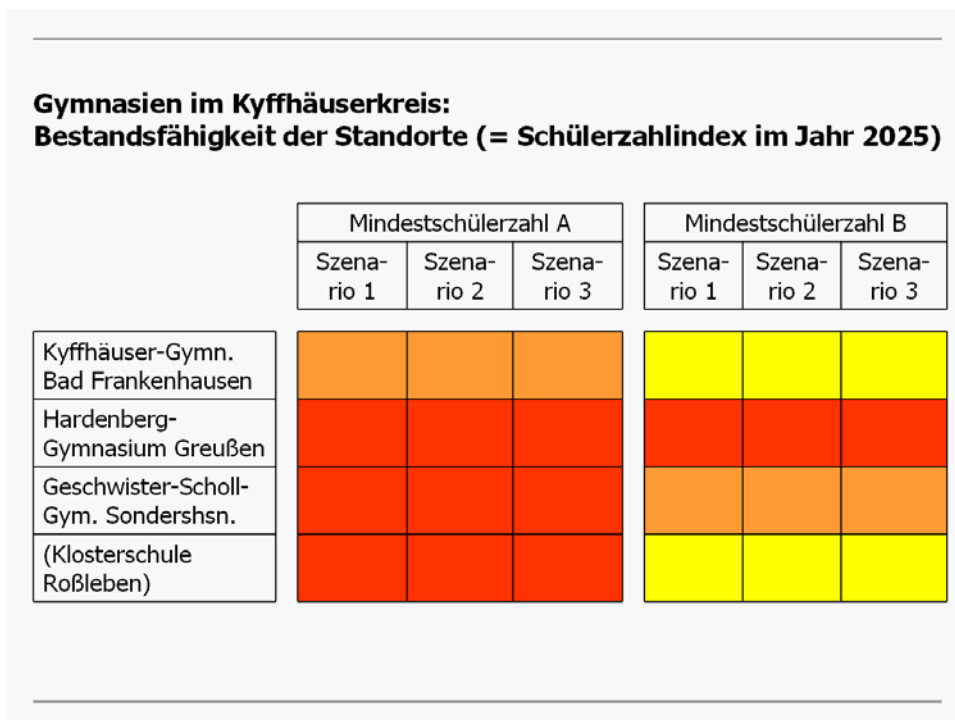 Gymnasien im Kyffhäuserkreis:
Bestandsfähigkeit der Standorte (= Schülerzahlindex im Jahr 2025)
Mindestschülerzahl A
Mindestschülerzahl B
Szena-
rio 1
Szena-
rio 2
Szena-
rio 3
Szena-
rio 1
Szena-
rio 2
Szena-
rio 3
Kyffhäuser-Gymn.
Bad Frankenhausen
Hardenberg-
Gymnasium Greußen
Geschwister-Scholl-
Gym. Sondershsn.
(Klosterschule
Roßleben)